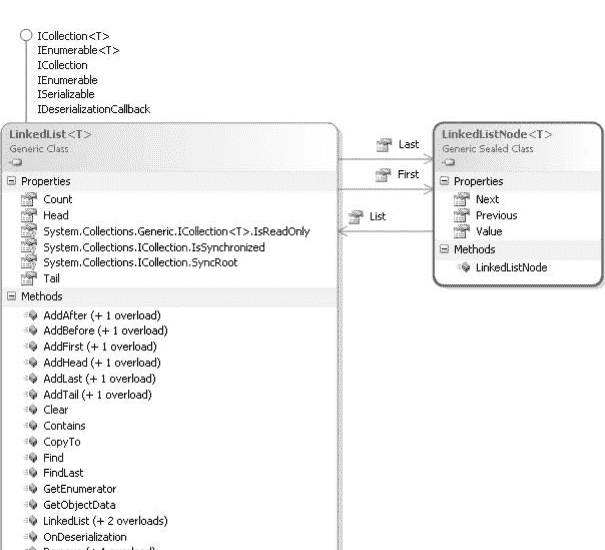 ICollection<T>
IEnumerable<T>
ICollection
IEnumerable
ISerializable
IDeserializationCallback
LinkedList<T>
Generic Class
Properties
Count
Head
System.Collections.Generic.ICollection<T>.IsReadOnly
System.Collections.ICollection.IsSynchronized
System.Collections.ICollection.SyncRoot
Tail
Methods
AddAfter (+ 1 overload)
AddBefore (+ 1 overload)
AddFirst (+ 1 overload)
AddHead (+ 1 overload)
AddLast (+ 1 overload)
AddTail (+ 1 overload)
Clear
Contains
CopyTo
Find
FindLast
GetEnumerator
GetObjectData
LinkedList (+ 2 overloads)
OnDeserialization
Last
First
List
LinkedListNode<T>
Generic Sealed Class
Properties
Next
Previous
Value
Methods
LinkedListNode